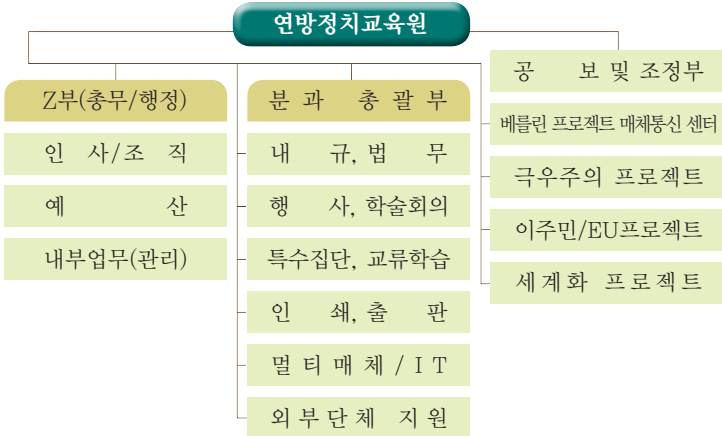 연방정치교육원
Z부(총무/행정)
인 사/조 직
예 산
내부업무(관리)
분 과 총 괄 부
내 규, 법 무
행 사, 학술회의
특수집단, 교류학습
인 쇄, 출 판
멀 티 매 체 / I T
외 부 단 체 지 원
공 보 및 조정부
베를린 프로젝트 매체통신 센터
극우주의 프로젝트
이주민/EU프로젝트
세 계 화 프 로 젝 트